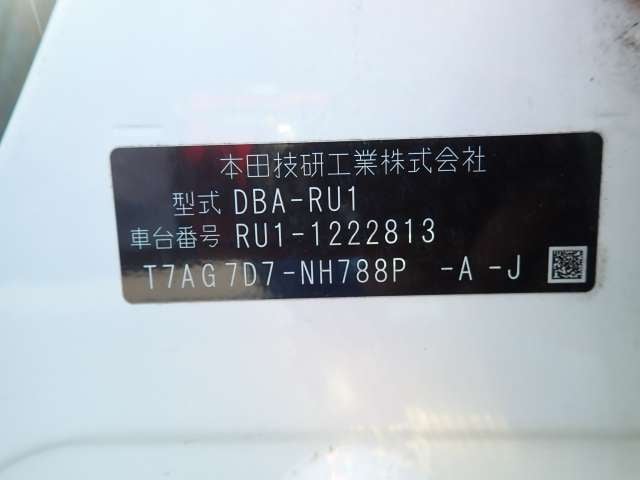 本田技研工業株式会社
型式 DBA-RU1
車台番号 RU1-1222813
T7AG7D7-NH788P -A-J